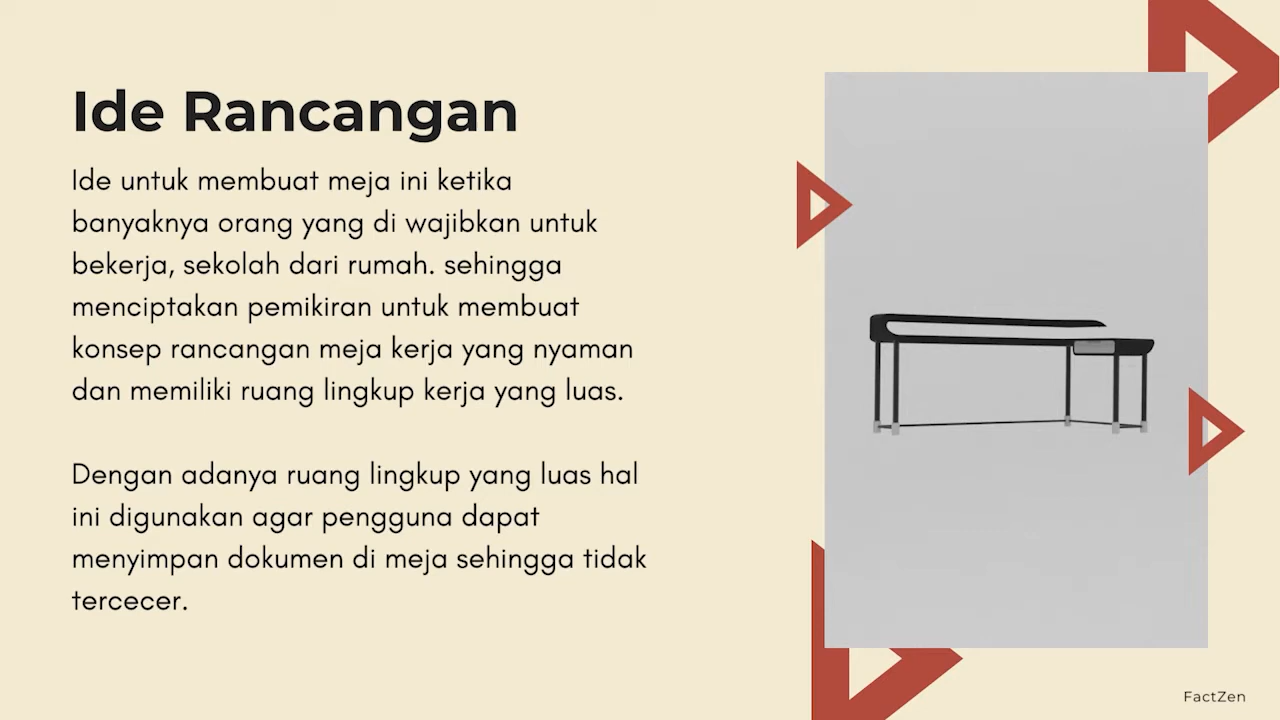 Ide Rancangan
Ide untuk membuat meja ini ketika
banyaknya orang yang di wajibkan untuk
bekerja, sekolah dari rumah. sehingga
menciptakan pemikiran untuk membuat
konsep rancangan meja kerja yang nyaman
dan memiliki ruang lingkup kerja yang luas.
Dengan adanya ruang lingkup yang luas hal
ini digunakan agar pengguna dapat
menyimpan dokumen di meja sehingga tidak
tercecer.
FactZen